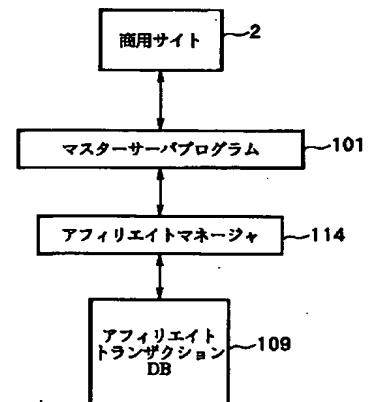 商用サイト
2
マスターサーバプログラム
101
アフィリエイトマネージャ
114
アフィリエイト
トランザクション
DB
109